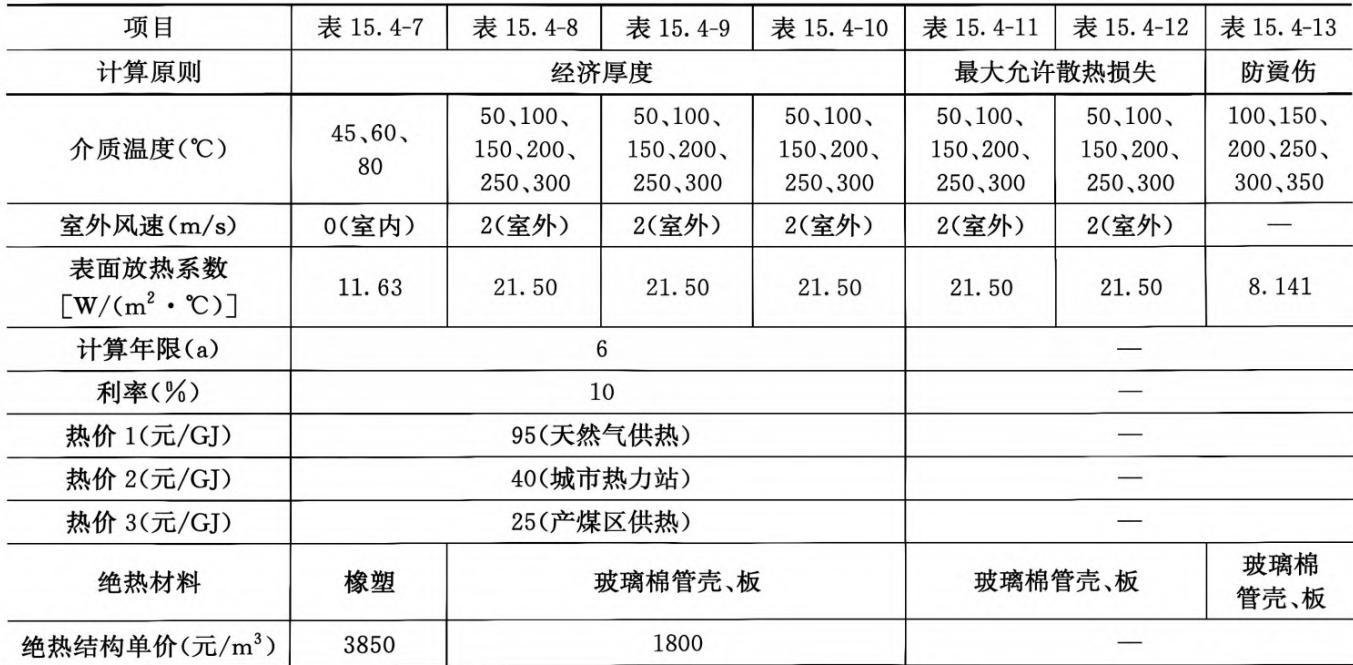 项目 表 15.4-7 表 15.4-8 表 15.4-9 表 15.4-10 表 15.4-11 表 15.4-12 表 15.4-13
计算原则 经济厚度 最大允许散热损失 防烫伤
介质温度(℃) 45、60、80 50、100、150、200、250、300 50、100、150、200、250、300 50、100、150、200、250、300 50、100、150、200、250、300 50、100、150、200、250、300 100、150、200、250、300、350
室外风速(m/s) 0(室内) 2(室外) 2(室外) 2(室外) 2(室外) 2(室外) —
表面放热系数[W/(m²·℃)] 11.63 21.50 21.50 21.50 21.50 21.50 8.141
计算年限(a) 6 —
利率(%) 10 —
热价 1(元/GJ) 95(天然气供热) —
热价 2(元/GJ) 40(城市热力站) —
热价 3(元/GJ) 25(产煤区供热) —
绝热材料 橡塑 玻璃棉管壳、板 玻璃棉管壳、板 玻璃棉管壳、板
绝热结构单价(元/m³) 3850 1800 —